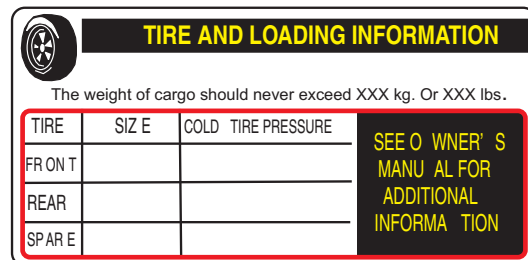 TIRE AND LOADING INFORMATION
The weight of cargo should never exceed XXX kg. Or XXX lbs.
TIRE SIZ E COLD TIRE PRESSURE
FR ON T
REAR
SP AR E
SEE O WNER' S
MANU AL FOR
ADDITIONAL
INFORMA TION